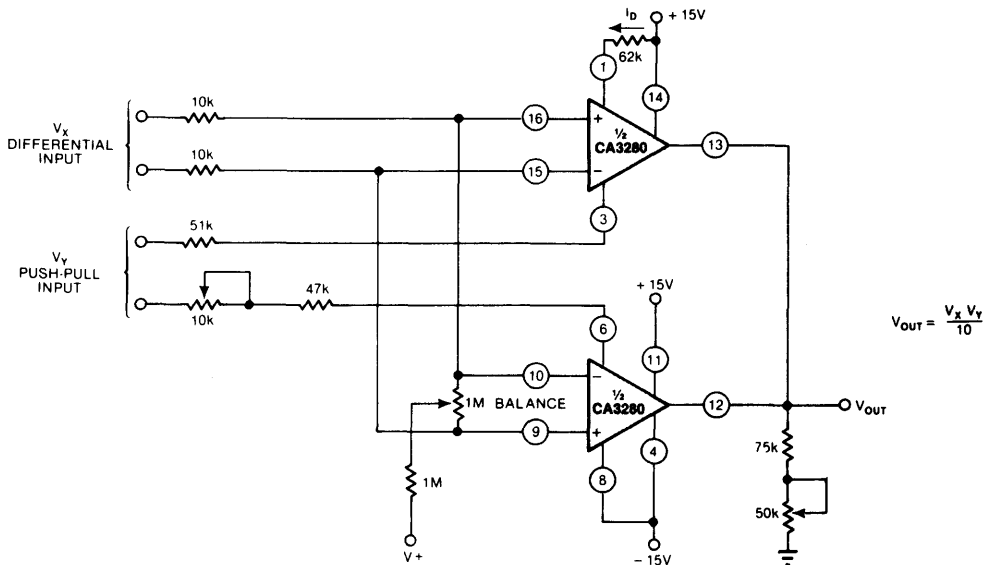 I_D
+ 15V
62k
1
14
10k
V_X
DIFFERENTIAL
INPUT
16
+
½
CA3280
13
10k
15
−
3
51k
V_Y
PUSH-PULL
INPUT
10k
47k
+ 15V
6
11
V_OUT = V_X V_Y / 10
10
−
½
CA3280
12
V_OUT
1M BALANCE
9
+
75k
4
8
1M
50k
V+
− 15V